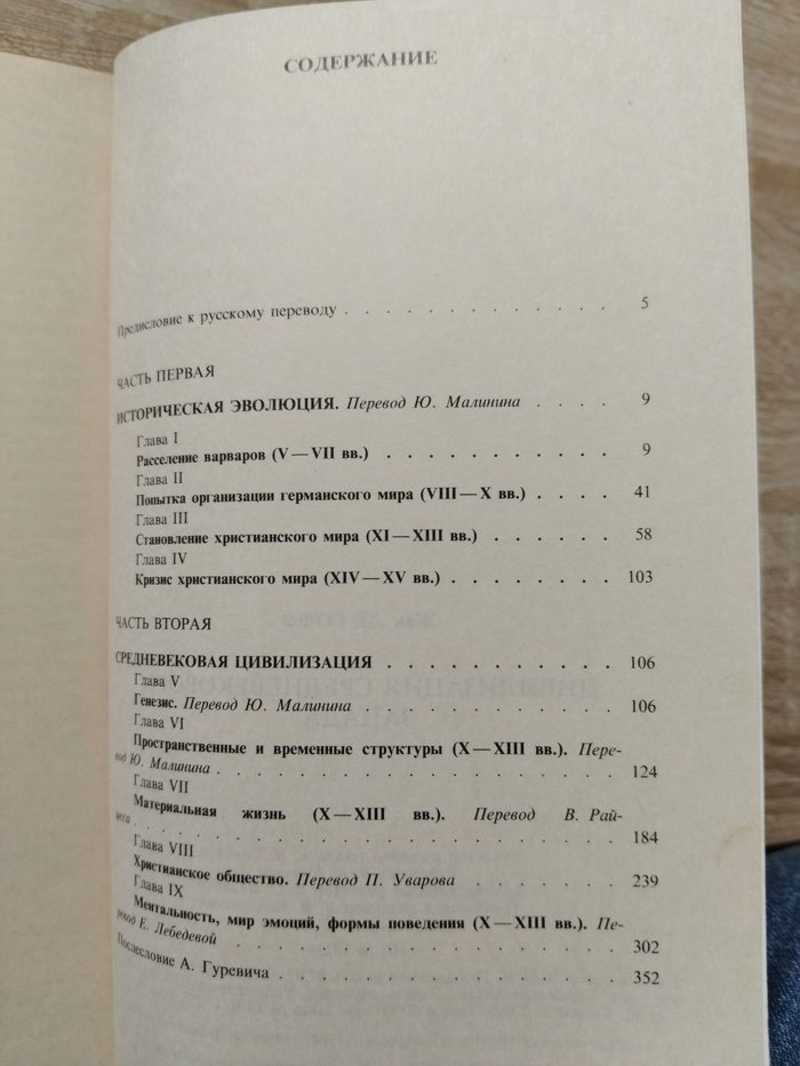 СОДЕРЖАНИЕ
Предисловие к русскому переводу . . . . . . . . . . . . . 5
ЧАСТЬ ПЕРВАЯ
ИСТОРИЧЕСКАЯ ЭВОЛЮЦИЯ. Перевод Ю. Малинина . . . . 9
Глава I
Расселение варваров (V — VII вв.) . . . . . . . . . . . 9
Глава II
Попытка организации германского мира (VIII — X вв.) . . . . 41
Глава III
Становление христианского мира (XI — XIII вв.) . . . . . . 58
Глава IV
Кризис христианского мира (XIV — XV вв.) . . . . . . . . 103
ЧАСТЬ ВТОРАЯ
СРЕДНЕВЕКОВАЯ ЦИВИЛИЗАЦИЯ . . . . . . . . . . . 106
Глава V
Генезис. Перевод Ю. Малинина . . . . . . . . . . . . 106
Глава VI
Пространственные и временные структуры (X — XIII вв.). Пере-
вод Ю. Малинина . . . . . . . . . . . . . . . . . . 124
Глава VII
Материальная жизнь (X — XIII вв.). Перевод В. Рай-
цеса . . . . . . . . . . . . . . . . . . . . 184
Глава VIII
Христианское общество. Перевод П. Уварова . . . . . . . 239
Глава IX
Ментальность, мир эмоций, формы поведения (X — XIII вв.). Пе-
ревод Е. Лебедевой . . . . . . . . . . . . . . . . . . 302
Послесловие А. Гуревича . . . . . . . . . . . . . . . . 352